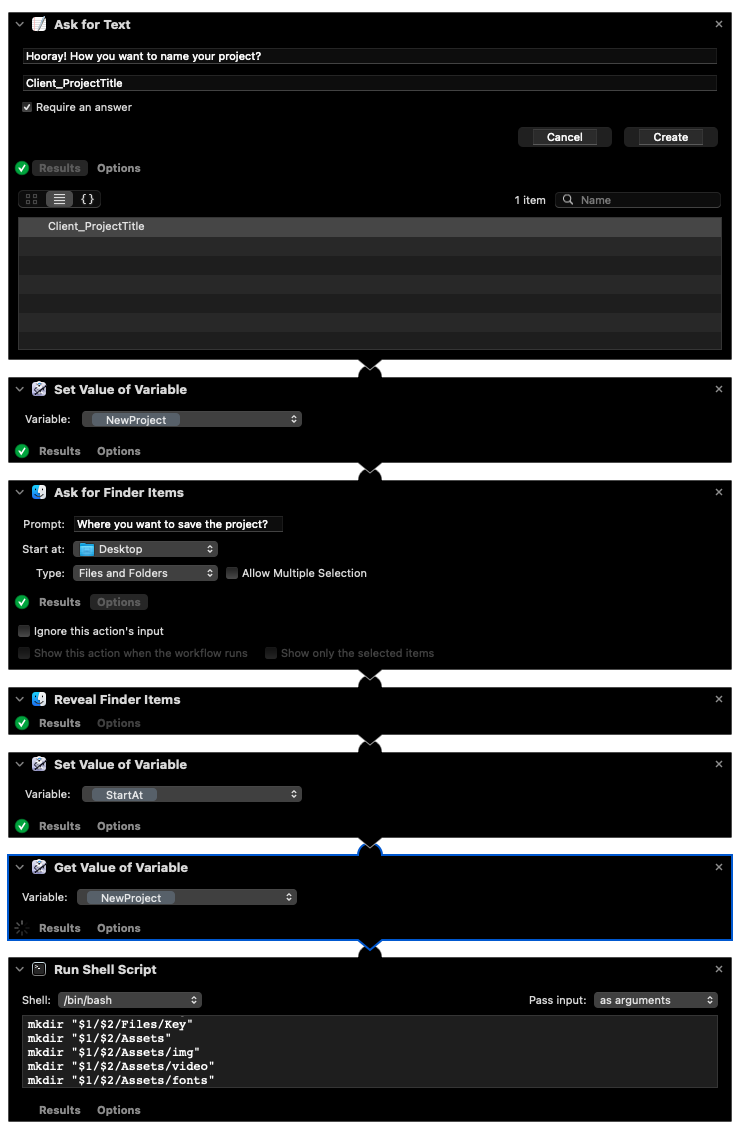 Ask for Text
Hooray! How you want to name your project?
Client_ProjectTitle
Require an answer
Cancel
Create
Results Options
{ } 1 item Name
Client_ProjectTitle
Set Value of Variable
Variable: NewProject
Results Options
Ask for Finder Items
Prompt: Where you want to save the project?
Start at: Desktop
Type: Files and Folders Allow Multiple Selection
Results Options
Ignore this action's input
Show this action when the workflow runs Show only the selected items
Reveal Finder Items
Results Options
Set Value of Variable
Variable: StartAt
Results Options
Get Value of Variable
Variable: NewProject
Results Options
Run Shell Script
Shell: /bin/bash Pass input: as arguments
mkdir "$1/$2/Files/Key"
mkdir "$1/$2/Assets"
mkdir "$1/$2/Assets/img"
mkdir "$1/$2/Assets/video"
mkdir "$1/$2/Assets/fonts"
Results Options